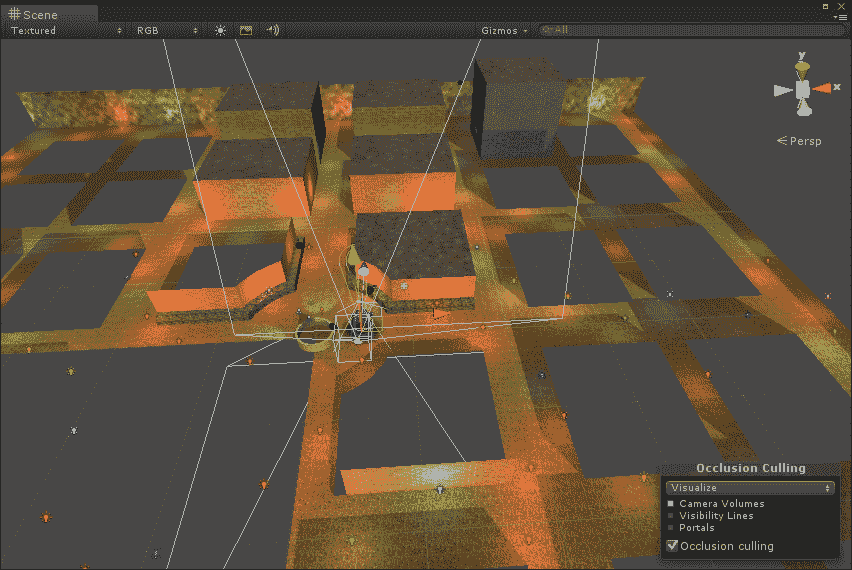 Scene
Textured RGB Gizmos All
y
x
Persp
Occlusion Culling
Visualize
Camera Volumes
Visibility Lines
Portals
Occlusion culling